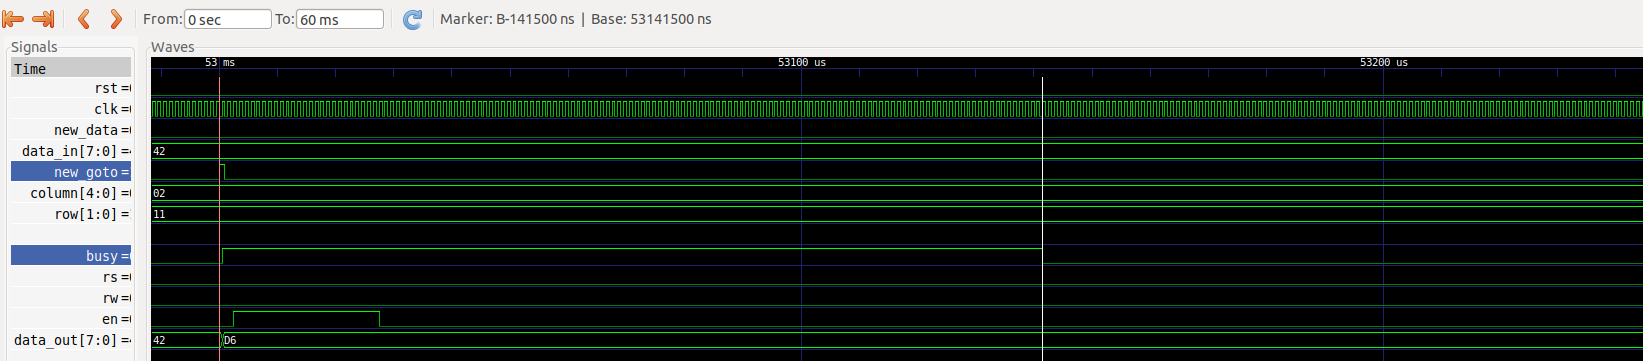 From: 0 sec To: 60 ms Marker: B-141500 ns | Base: 53141500 ns
Signals Waves
Time 53 ms 53100 us 53200 us
rst =
clk =
new_data =
data_in[7:0] = 42
new_goto =
column[4:0] = 02
row[1:0] = 11
busy =
rs =
rw =
en =
data_out[7:0] = 42 D6